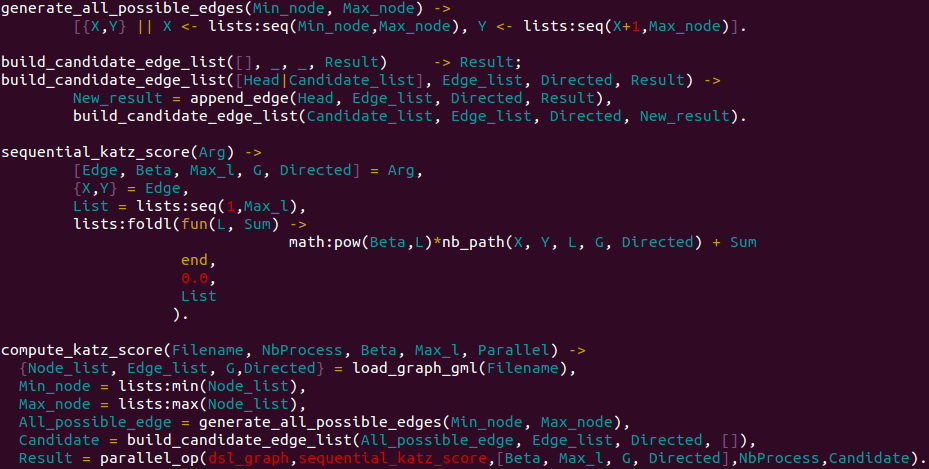 generate_all_possible_edges(Min_node, Max_node) ->
        [{X,Y} || X <- lists:seq(Min_node,Max_node), Y <- lists:seq(X+1,Max_node)].

build_candidate_edge_list([], _, _, Result)     -> Result;
build_candidate_edge_list([Head|Candidate_list], Edge_list, Directed, Result) ->
        New_result = append_edge(Head, Edge_list, Directed, Result),
        build_candidate_edge_list(Candidate_list, Edge_list, Directed, New_result).

sequential_katz_score(Arg) ->
        [Edge, Beta, Max_l, G, Directed] = Arg,
        {X,Y} = Edge,
        List = lists:seq(1,Max_l),
        lists:foldl(fun(L, Sum) ->
                                math:pow(Beta,L)*nb_path(X, Y, L, G, Directed) + Sum
                    end,
                    0.0,
                    List
                   ).

compute_katz_score(Filename, NbProcess, Beta, Max_l, Parallel) ->
  {Node_list, Edge_list, G,Directed} = load_graph_gml(Filename),
  Min_node = lists:min(Node_list),
  Max_node = lists:max(Node_list),
  All_possible_edge = generate_all_possible_edges(Min_node, Max_node),
  Candidate = build_candidate_edge_list(All_possible_edge, Edge_list, Directed, []),
  Result = parallel_op(dsl_graph,sequential_katz_score,[Beta, Max_l, G, Directed],NbProcess,Candidate).